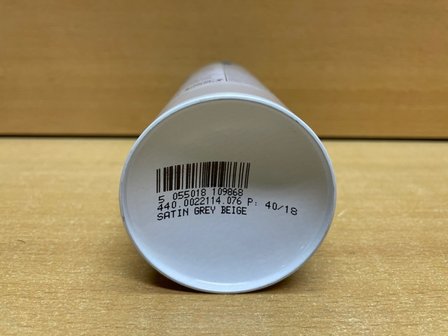 5 055018 109868
440.0022114.076 P: 40/18
SATIN GREY BEIGE